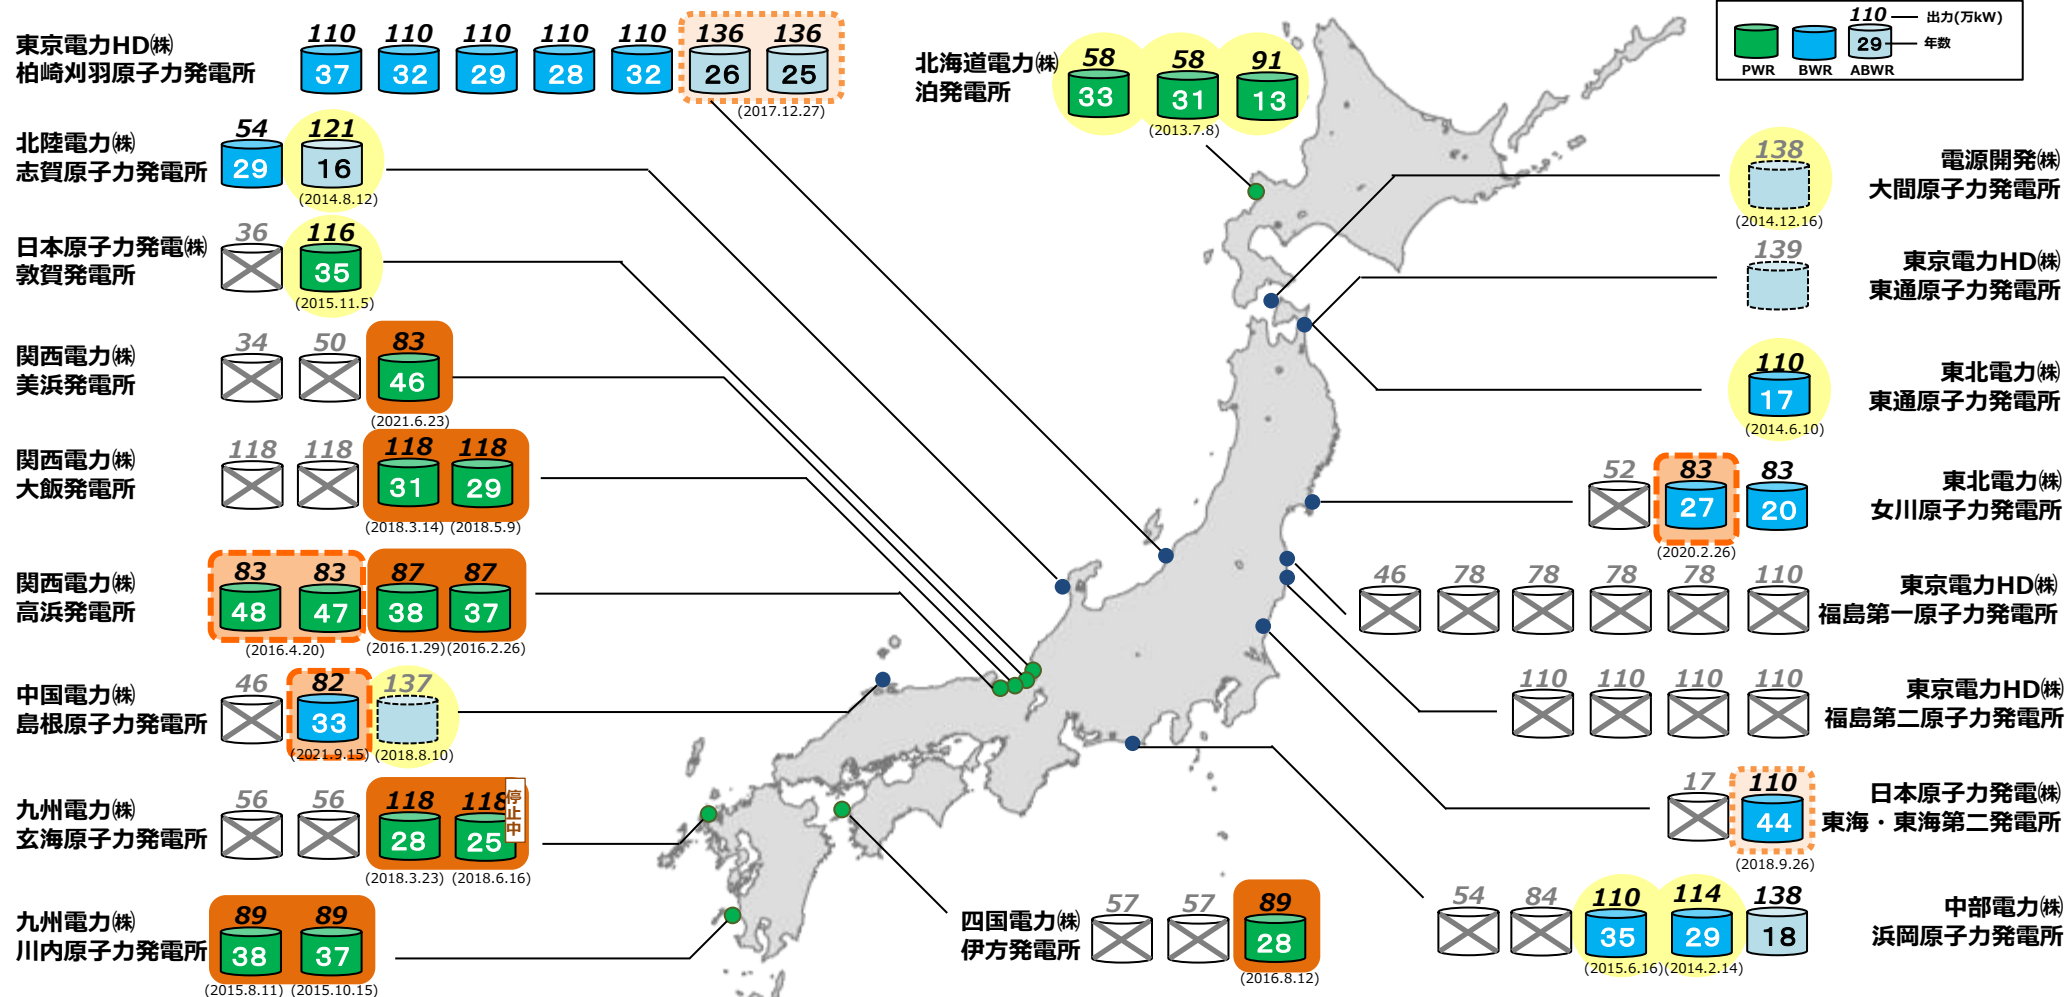 東京電力HD㈱
柏崎刈羽原子力発電所
110 110 110 110 110 136 136
37 32 29 28 32 26 25
(2017.12.27)
北陸電力㈱
志賀原子力発電所
54 121
29 16
(2014.8.12)
日本原子力発電㈱
敦賀発電所
36 116
35
(2015.11.5)
関西電力㈱
美浜発電所
34 50 83
46
(2021.6.23)
関西電力㈱
大飯発電所
118 118 118 118
31 29
(2018.3.14) (2018.5.9)
関西電力㈱
高浜発電所
83 83 87 87
48 47 38 37
(2016.4.20) (2016.1.29) (2016.2.26)
中国電力㈱
島根原子力発電所
46 82 137
33
(2021.9.15) (2018.8.10)
九州電力㈱
玄海原子力発電所
56 56 118 118
28 25
停止中
(2018.3.23) (2018.6.16)
九州電力㈱
川内原子力発電所
89 89
38 37
(2015.8.11) (2015.10.15)
北海道電力㈱
泊発電所
58 58 91
33 31 13
(2013.7.8)
110 出力(万kW)
29 年数
PWR BWR ABWR
138
電源開発㈱
大間原子力発電所
(2014.12.16)
139
東京電力HD㈱
東通原子力発電所
110
17
東北電力㈱
東通原子力発電所
(2014.6.10)
52 83 83
27 20
東北電力㈱
女川原子力発電所
(2020.2.26)
46 78 78 78 78 110
東京電力HD㈱
福島第一原子力発電所
110 110 110 110
東京電力HD㈱
福島第二原子力発電所
17 110
44
日本原子力発電㈱
東海・東海第二発電所
(2018.9.26)
54 84 110 114 138
35 29 18
中部電力㈱
浜岡原子力発電所
(2015.6.16) (2014.2.14)
四国電力㈱
伊方発電所
57 57 89
28
(2016.8.12)